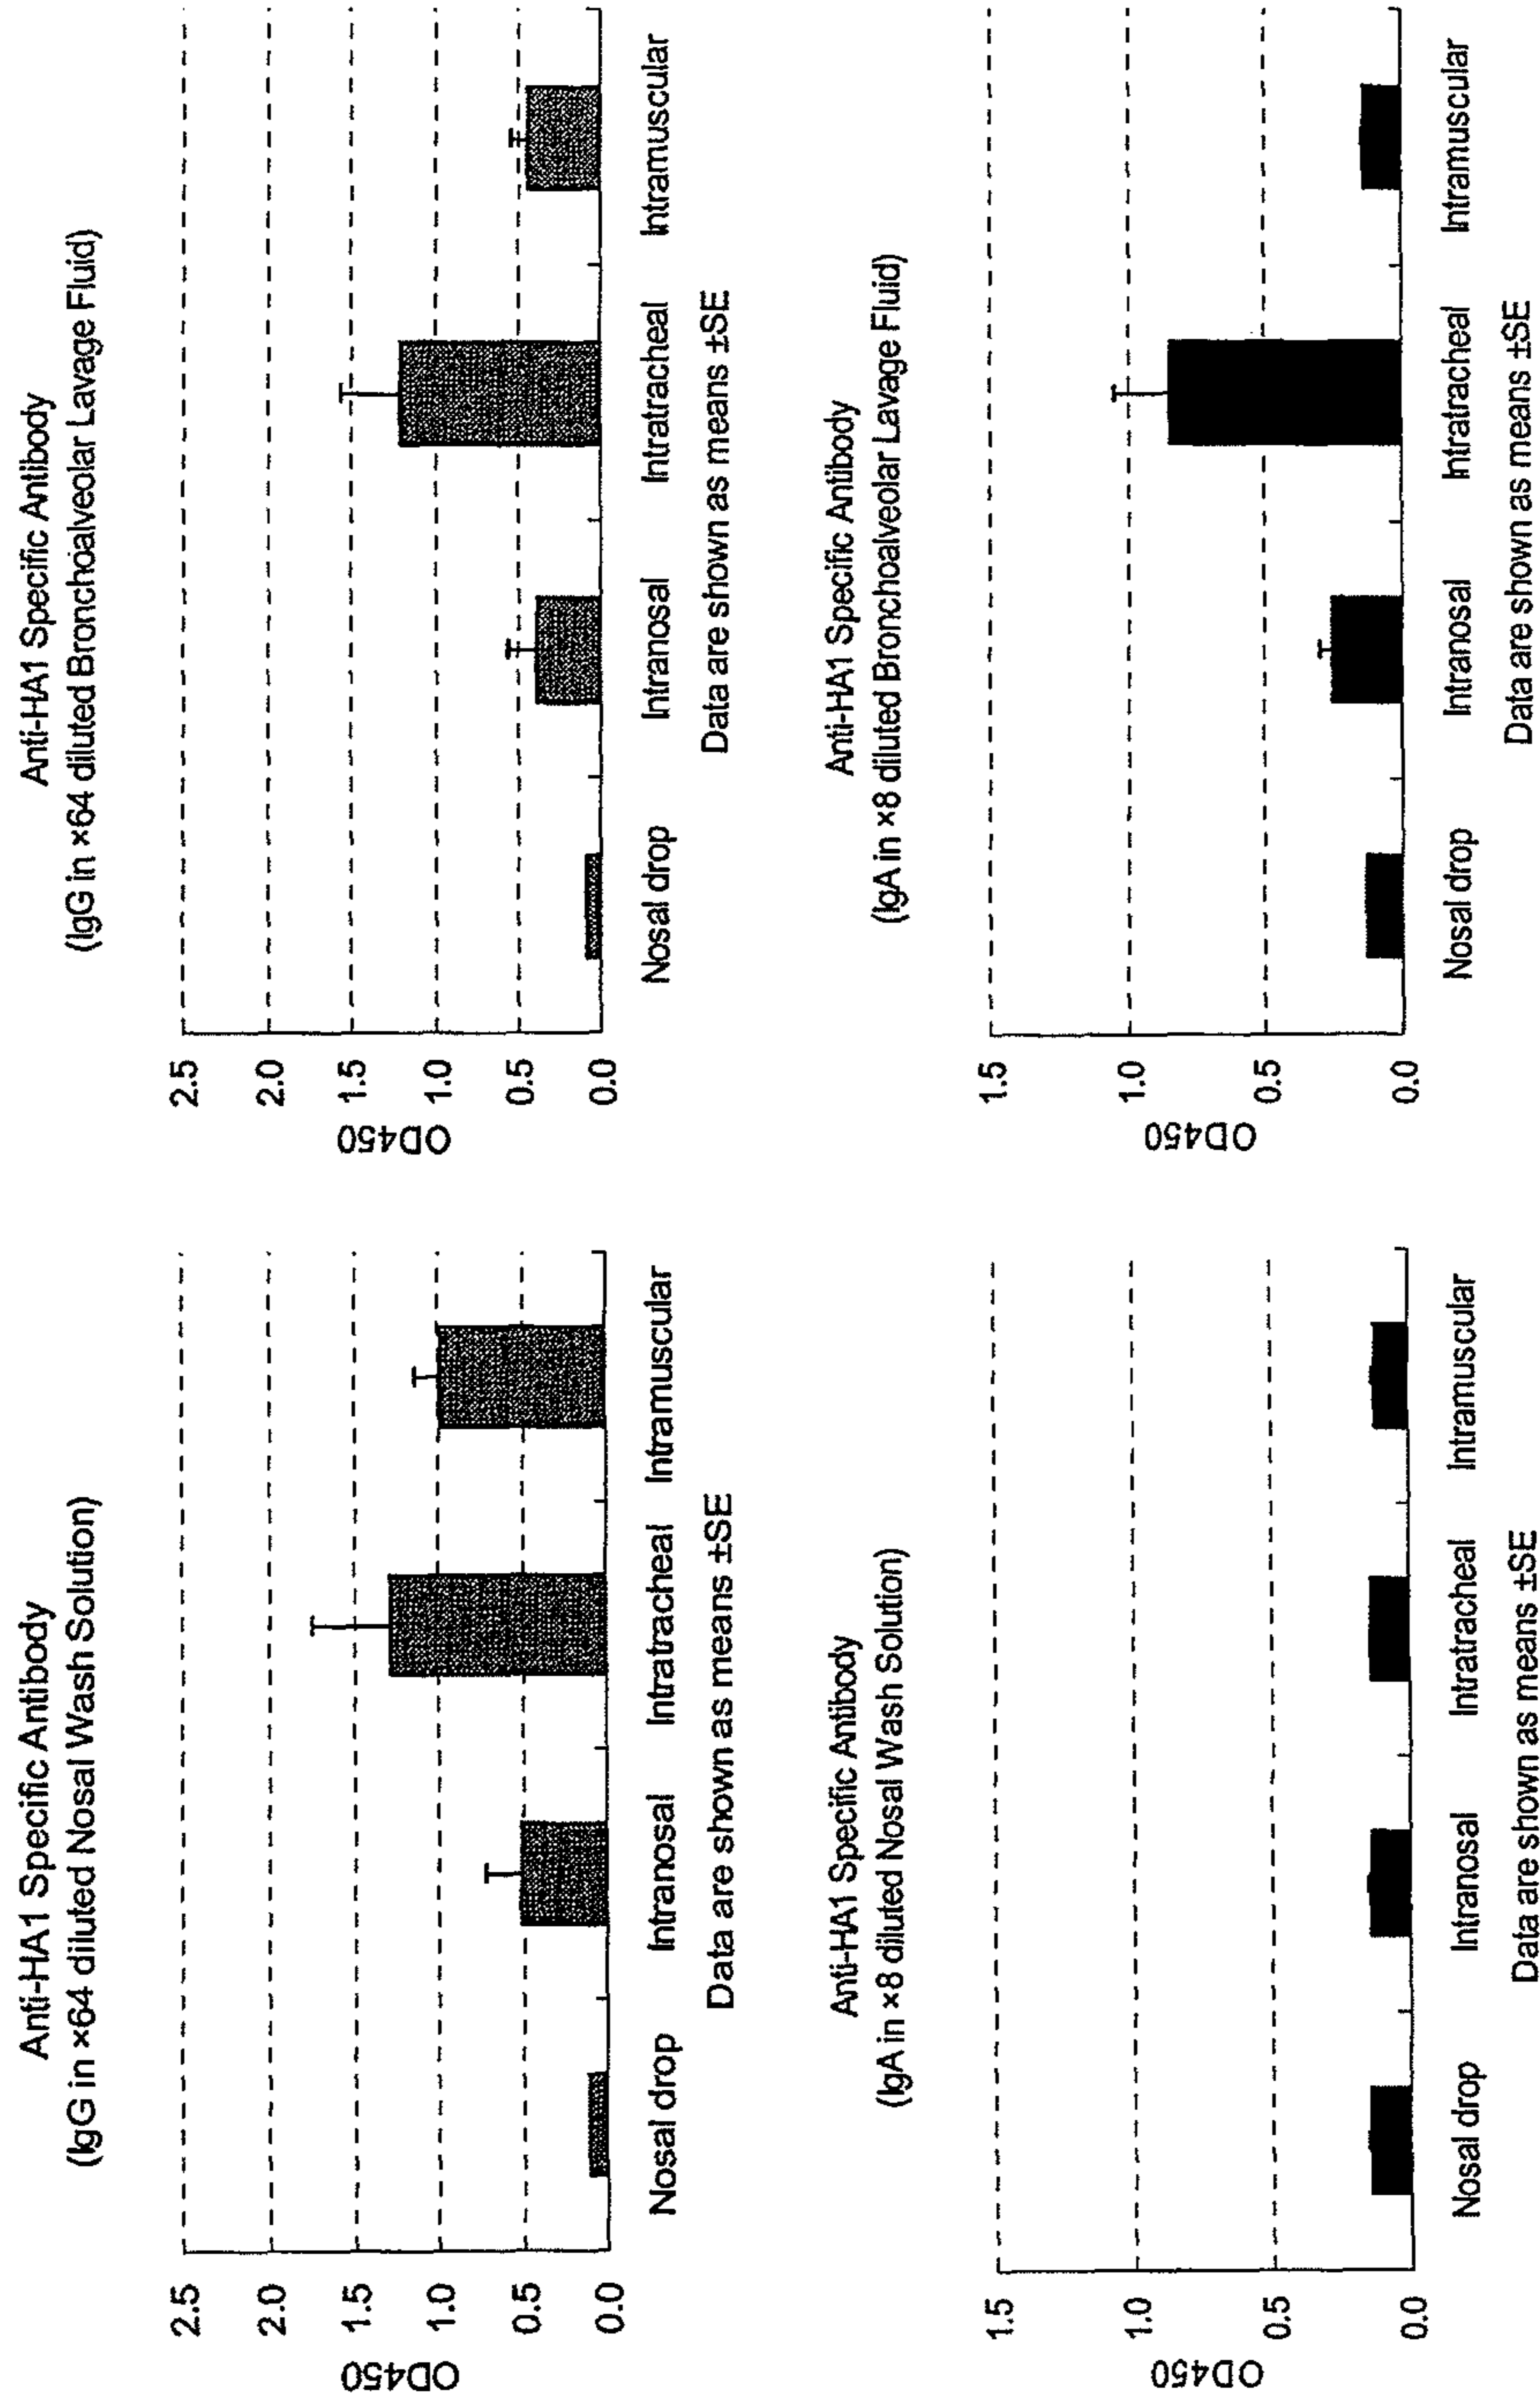 Anti-HA1 Specific Antibody
(IgG in ×64 diluted Nosal Wash Solution)
2.5
2.0
1.5
1.0
0.5
0.0
OD450
Nosal drop Intranosal Intratracheal Intramuscular
Data are shown as means ±SE
Anti-HA1 Specific Antibody
(IgG in ×64 diluted Bronchoalveolar Lavage Fluid)
2.5
2.0
1.5
1.0
0.5
0.0
OD450
Nosal drop Intranosal Intratracheal Intramuscular
Data are shown as means ±SE
Anti-HA1 Specific Antibody
(IgA in ×8 diluted Nosal Wash Solution)
1.5
1.0
0.5
0.0
OD450
Nosal drop Intranosal Intratracheal Intramuscular
Data are shown as means ±SE
Anti-HA1 Specific Antibody
(IgA in ×8 diluted Bronchoalveolar Lavage Fluid)
1.5
1.0
0.5
0.0
OD450
Nosal drop Intranosal Intratracheal Intramuscular
Data are shown as means ±SE